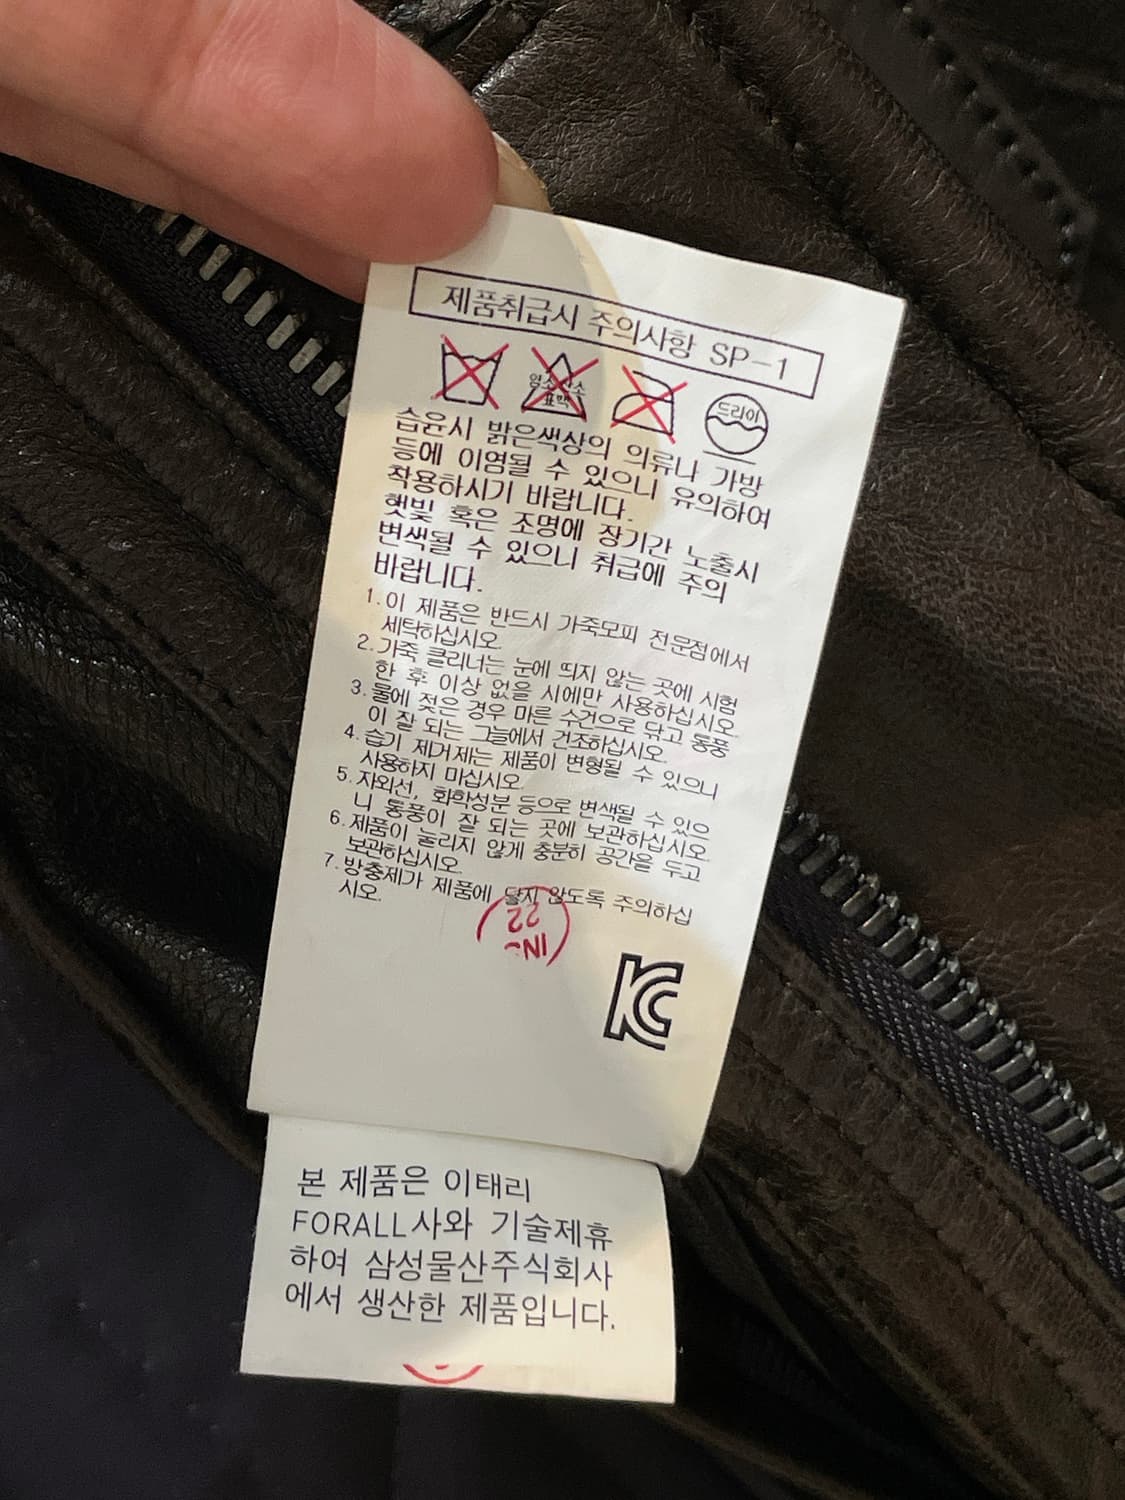 제품취급시 주의사항 SP-1
염소산소
표백
드라이
습윤시 밝은색상의 의류나 가방
등에 이염될 수 있으니 유의하여
착용하시기 바랍니다.
햇빛 혹은 조명에 장기간 노출시
변색될 수 있으니 취급에 주의
바랍니다.
1. 이 제품은 반드시 가죽모피 전문점에서
세탁하십시오.
2. 가죽 클리너는 눈에 띄지 않는 곳에 시험
한 후 이상 없을 시에만 사용하십시오.
3. 물에 젖은 경우 마른 수건으로 닦고 통풍
이 잘 되는 그늘에서 건조하십시오.
4. 습기 제거제는 제품이 변형될 수 있으니
사용하지 마십시오.
5. 자외선, 화학성분 등으로 변색될 수 있으
니 통풍이 잘 되는 곳에 보관하십시오.
6. 제품이 눌리지 않게 충분히 공간을 두고
보관하십시오.
7. 방충제가 제품에 닿지 않도록 주의하십
시오.
IN-
22
KC
본 제품은 이태리
FORALL사와 기술제휴
하여 삼성물산주식회사
에서 생산한 제품입니다.